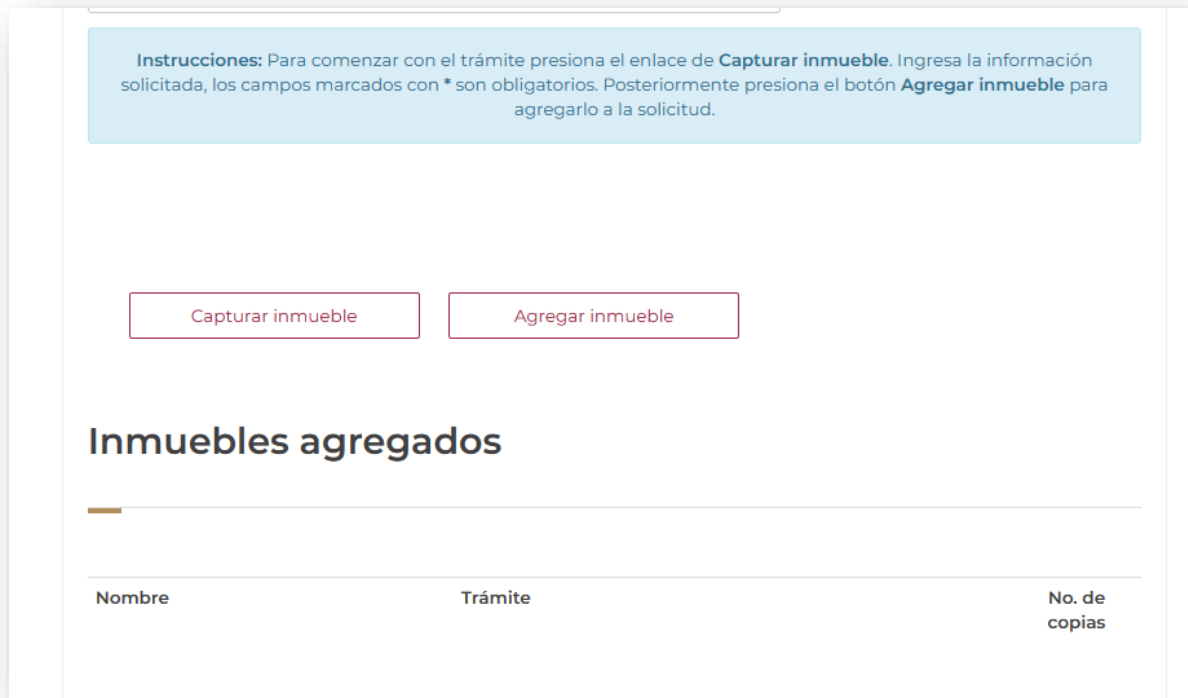 Instrucciones: Para comenzar con el trámite presiona el enlace de Capturar inmueble. Ingresa la información
solicitada, los campos marcados con * son obligatorios. Posteriormente presiona el botón Agregar inmueble para
agregarlo a la solicitud.
Capturar inmueble
Agregar inmueble
Inmuebles agregados
Nombre
Trámite
No. de
copias